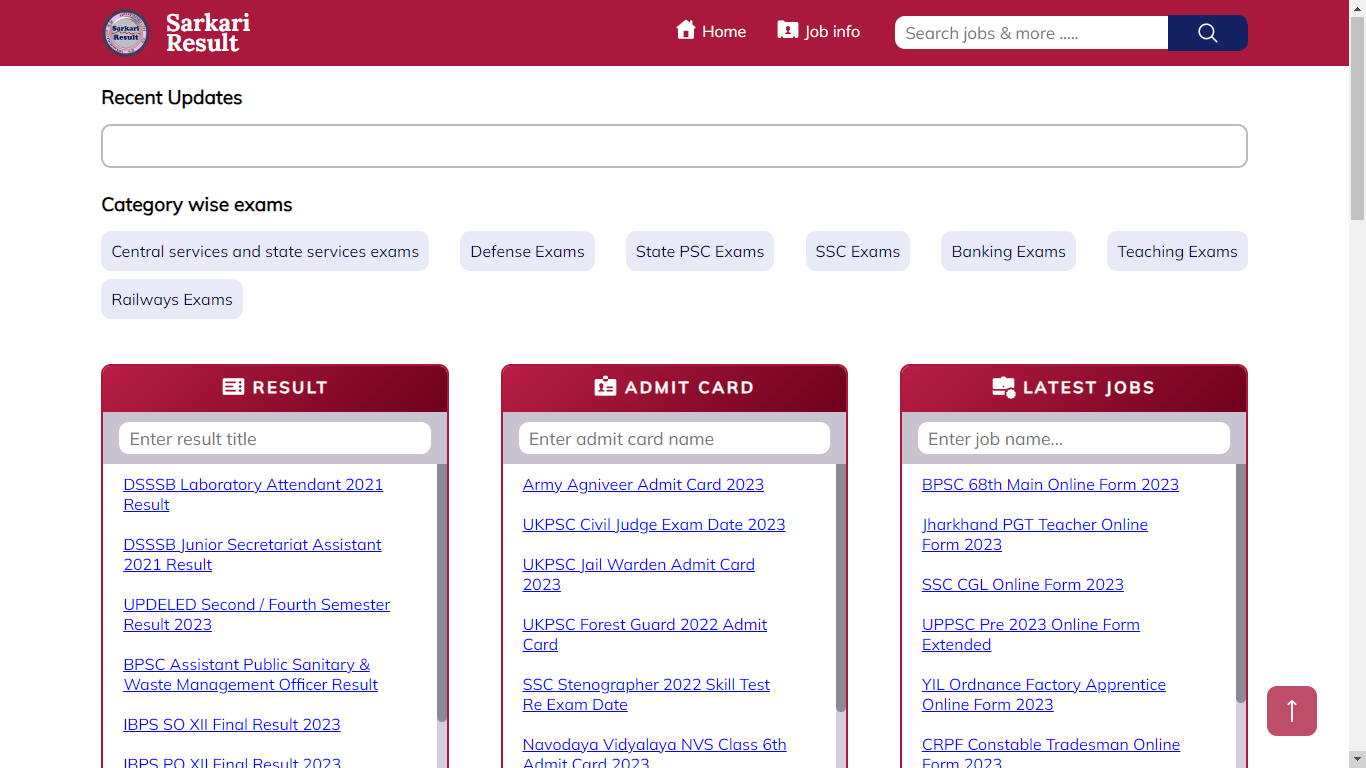 Sarkari
Result
Sarkari
Result
Home
Job info
Search jobs & more .....
Recent Updates
Category wise exams
Central services and state services exams
Defense Exams
State PSC Exams
SSC Exams
Banking Exams
Teaching Exams
Railways Exams
RESULT
Enter result title
DSSSB Laboratory Attendant 2021
Result
DSSSB Junior Secretariat Assistant
2021 Result
UPDELED Second / Fourth Semester
Result 2023
BPSC Assistant Public Sanitary &
Waste Management Officer Result
IBPS SO XII Final Result 2023
IBPS PO XII Final Result 2023
ADMIT CARD
Enter admit card name
Army Agniveer Admit Card 2023
UKPSC Civil Judge Exam Date 2023
UKPSC Jail Warden Admit Card
2023
UKPSC Forest Guard 2022 Admit
Card
SSC Stenographer 2022 Skill Test
Re Exam Date
Navodaya Vidyalaya NVS Class 6th
Admit Card 2023
LATEST JOBS
Enter job name...
BPSC 68th Main Online Form 2023
Jharkhand PGT Teacher Online
Form 2023
SSC CGL Online Form 2023
UPPSC Pre 2023 Online Form
Extended
YIL Ordnance Factory Apprentice
Online Form 2023
CRPF Constable Tradesman Online
Form 2023